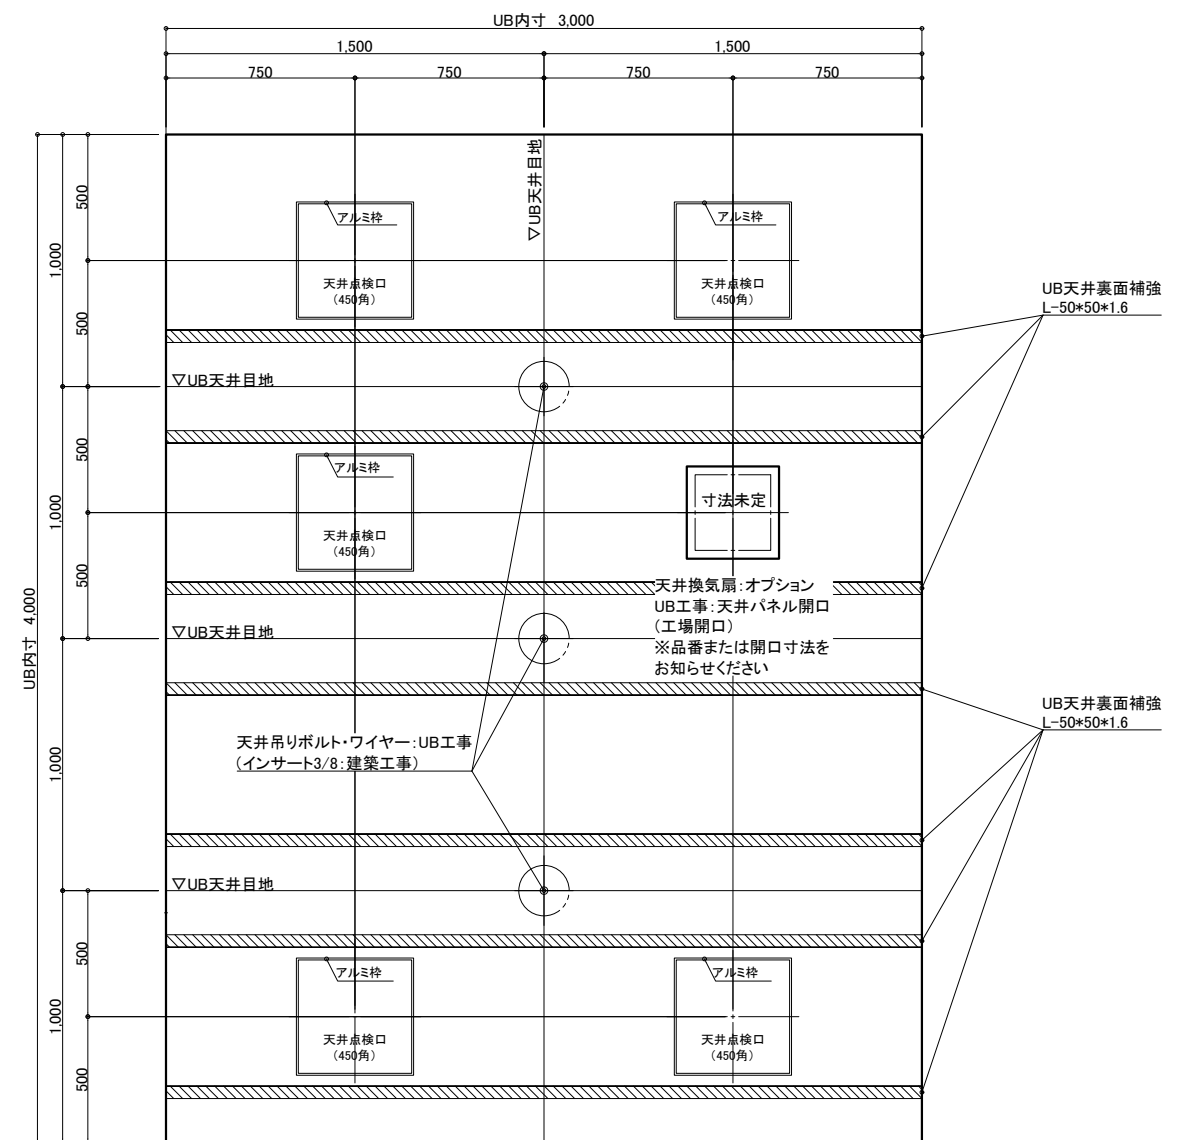 UB内寸 3,000
1,500
1,500
750
750
750
750
▽UB天井目地
500
1,000
500
アルミ枠
天井点検口
(450角)
アルミ枠
天井点検口
(450角)
UB天井裏面補強
L-50*50*1.6
▽UB天井目地
500
1,000
500
アルミ枠
天井点検口
(450角)
寸法未定
天井換気扇:オプション
UB工事:天井パネル開口
(工場開口)
※品番または開口寸法を
お知らせください
UB内寸 4,000
▽UB天井目地
UB天井裏面補強
L-50*50*1.6
天井吊りボルト・ワイヤー:UB工事
(インサート3/8:建築工事)
1,000
▽UB天井目地
500
1,000
500
アルミ枠
天井点検口
(450角)
アルミ枠
天井点検口
(450角)